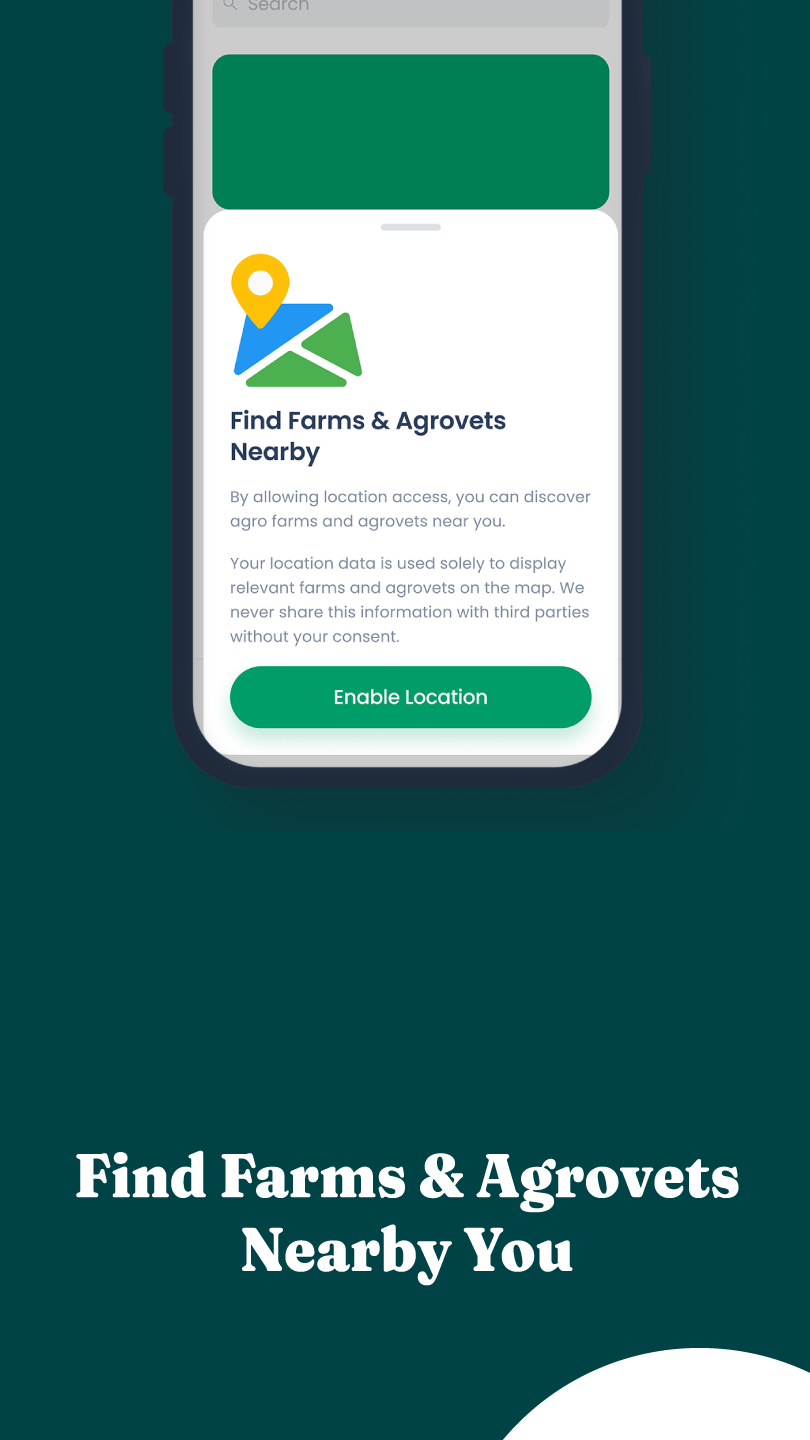 Search
Find Farms & Agrovets
Nearby
By allowing location access, you can discover
agro farms and agrovets near you.
Your location data is used solely to display
relevant farms and agrovets on the map. We
never share this information with third parties
without your consent.
Enable Location
Find Farms & Agrovets
Nearby You